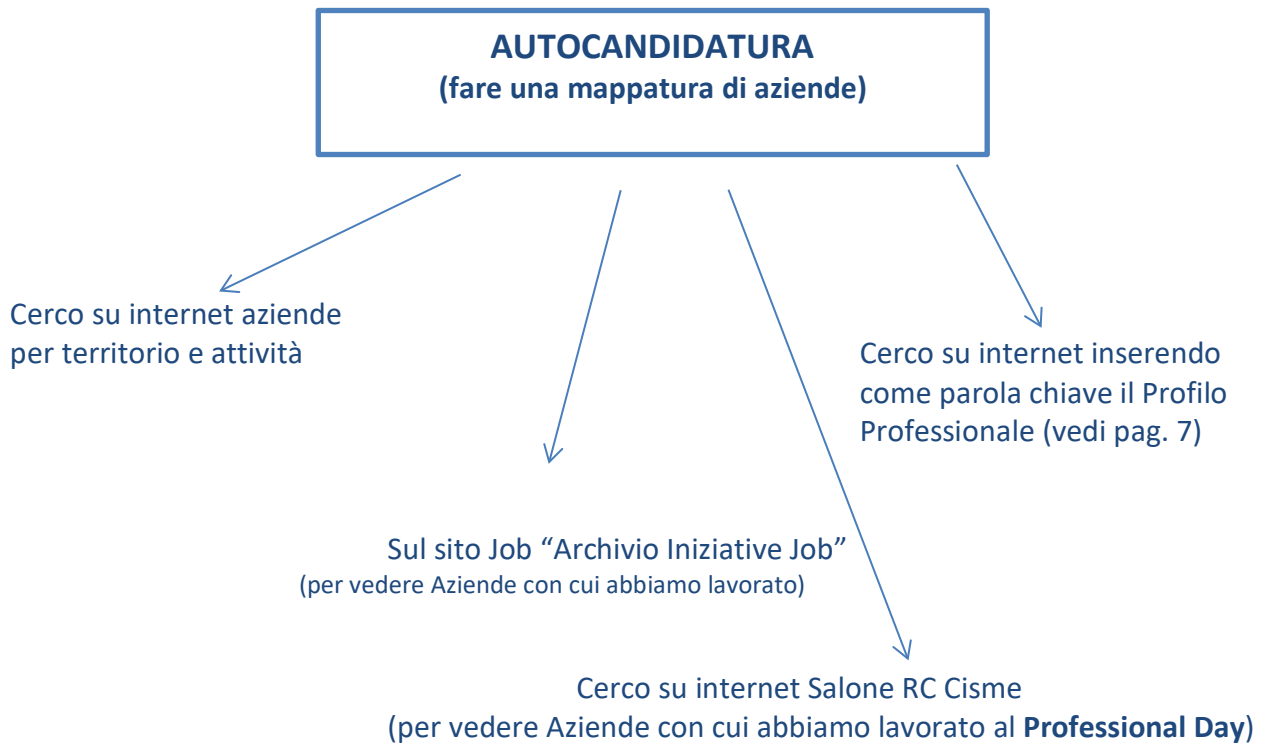 AUTOCANDIDATURA
(fare una mappatura di aziende)
Cerco su internet aziende
per territorio e attività
Cerco su internet inserendo
come parola chiave il Profilo
Professionale (vedi pag. 7)
Sul sito Job “Archivio Iniziative Job”
(per vedere Aziende con cui abbiamo lavorato)
Cerco su internet Salone RC Cisme
(per vedere Aziende con cui abbiamo lavorato al Professional Day)